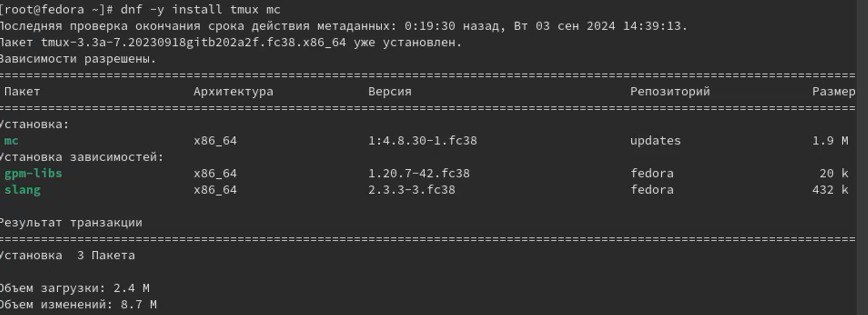 [root@fedora ~]# dnf -y install tmux mc
Последняя проверка окончания срока действия метаданных: 0:19:30 назад, Вт 03 сен 2024 14:39:13.
Пакет tmux-3.3a-7.20230918gitb202a2f.fc38.x86_64 уже установлен.
Зависимости разрешены.
================================================================================
Пакет Архитектура Версия Репозиторий Размер
================================================================================
Установка:
mc x86_64 1:4.8.30-1.fc38 updates 1.9 M
Установка зависимостей:
gpm-libs x86_64 1.20.7-42.fc38 fedora 20 k
slang x86_64 2.3.3-3.fc38 fedora 432 k
Результат транзакции
================================================================================
Установка 3 Пакета
Объем загрузки: 2.4 M
Объем изменений: 8.7 M